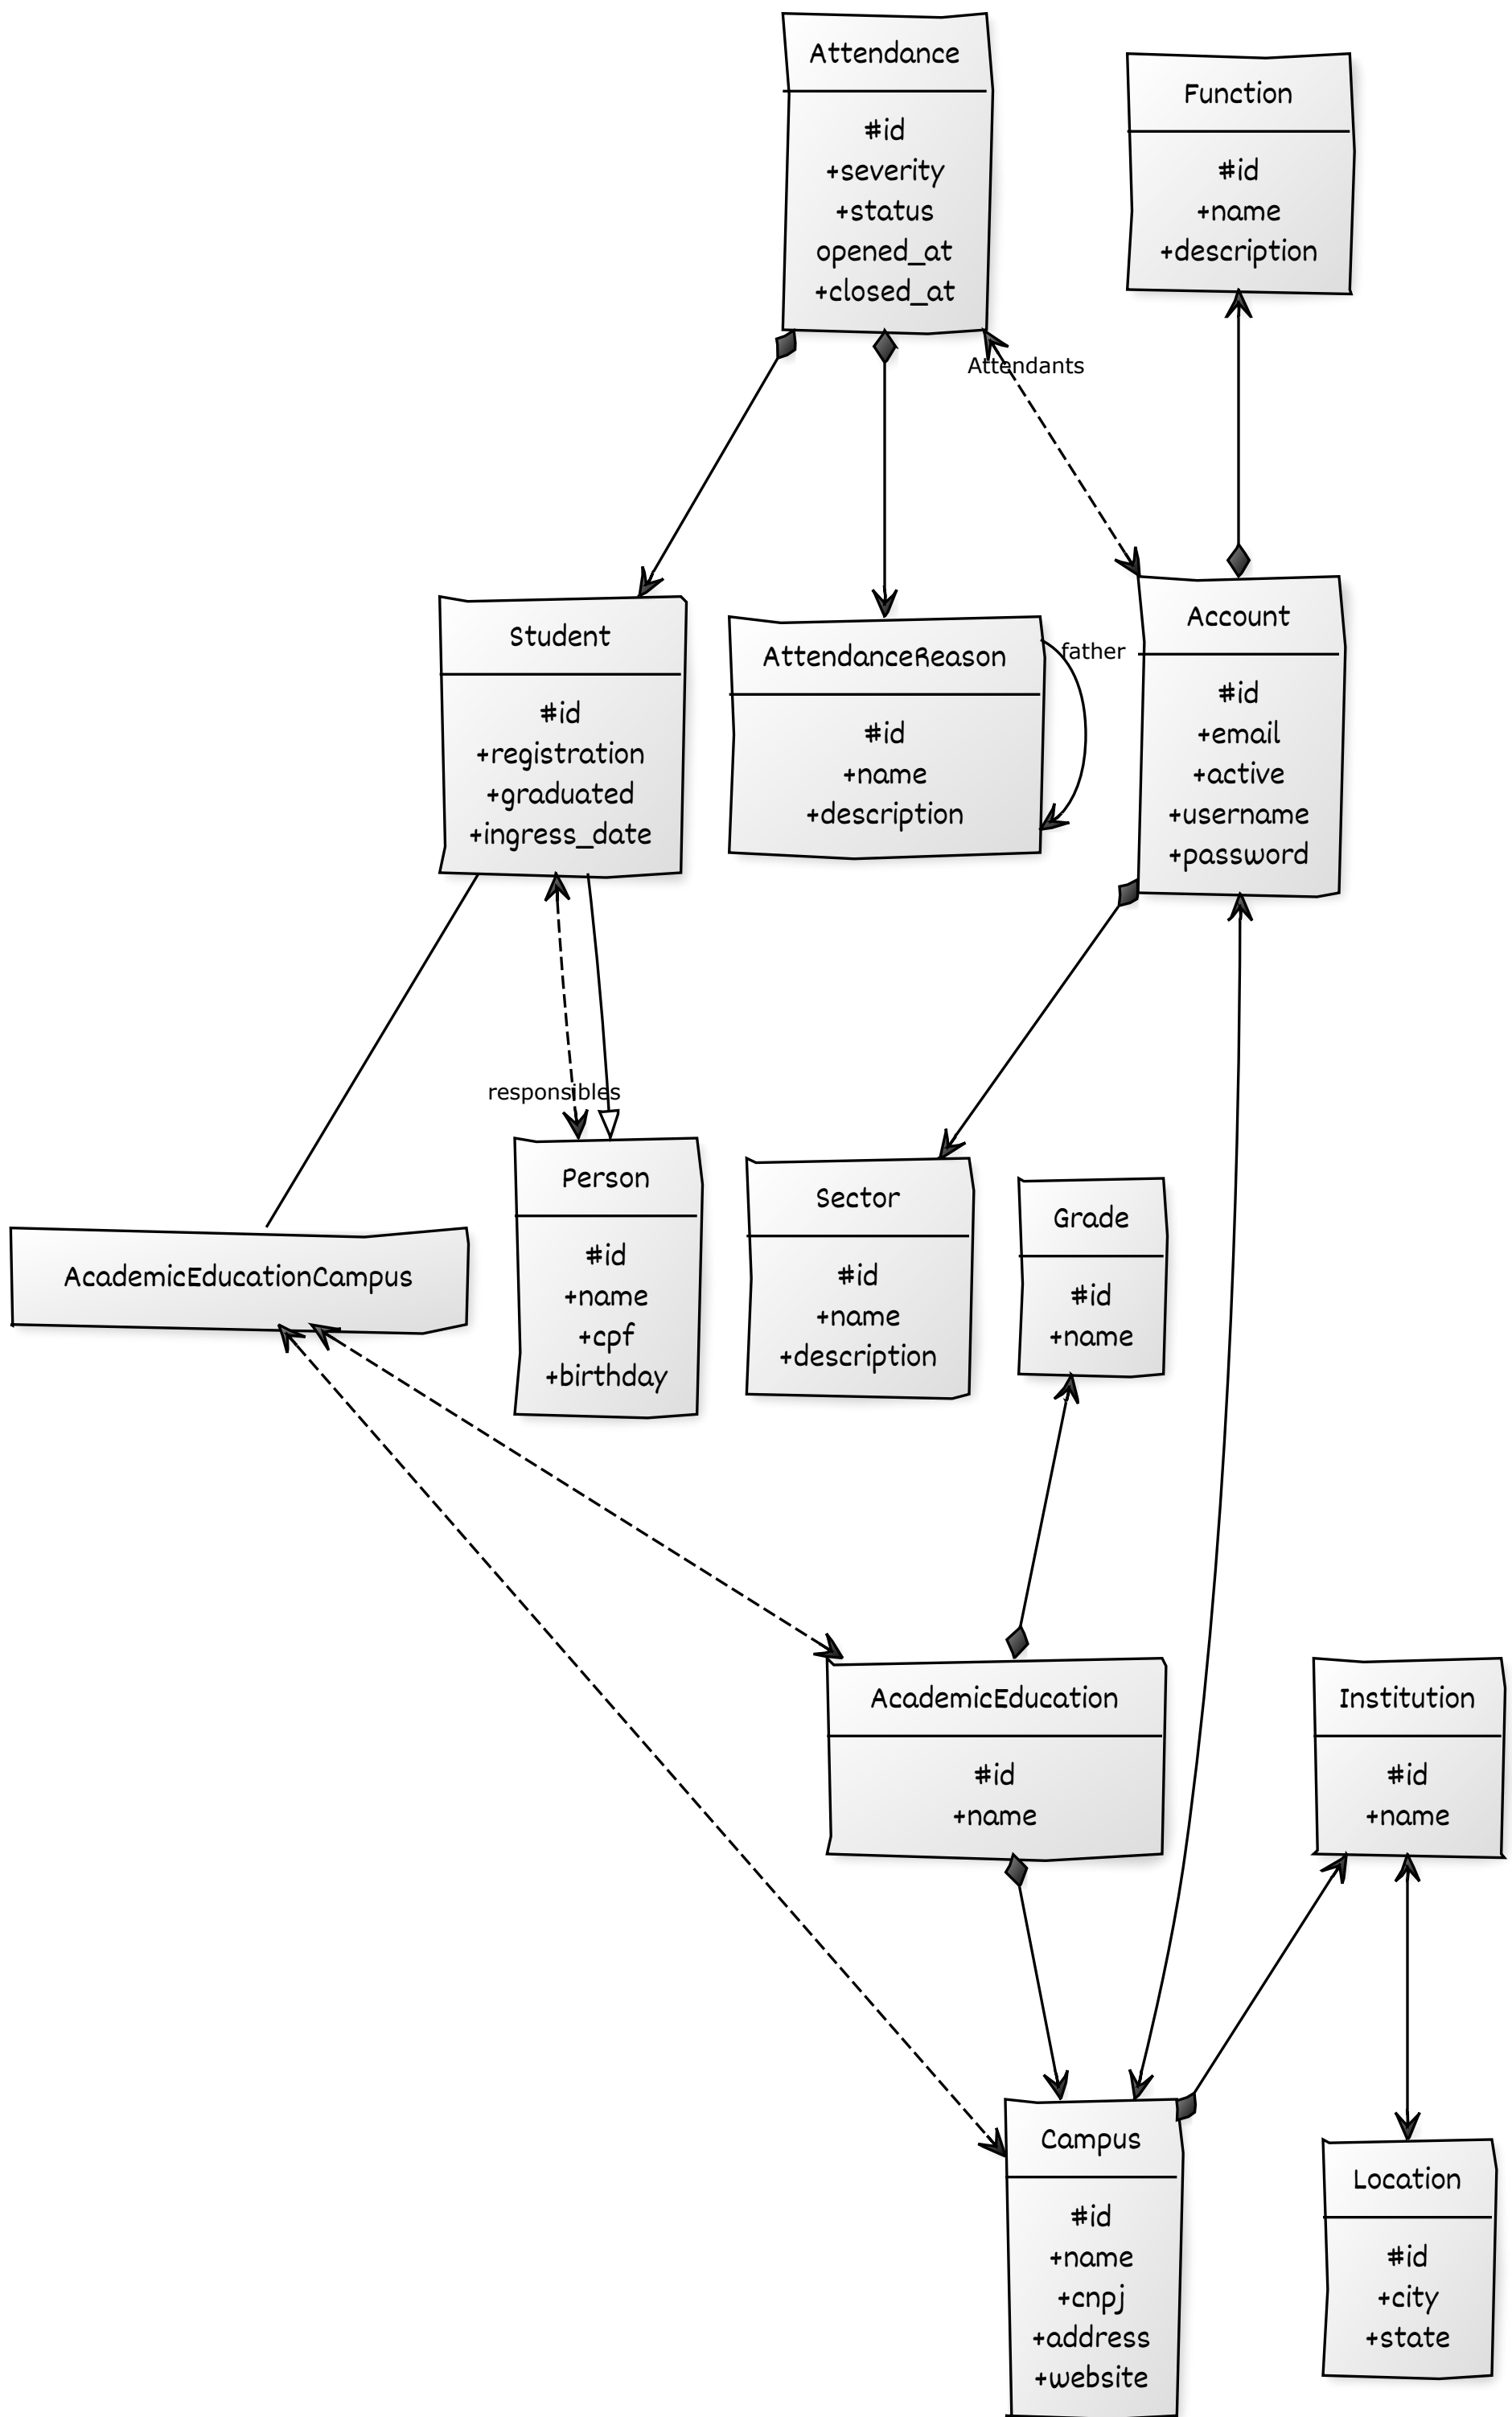 Attendance
#id
+severity
+status
opened_at
+closed_at
Function
#id
+name
+description
Attendants
Student
#id
+registration
+graduated
+ingress_date
AttendanceReason
#id
+name
+description
father
Account
#id
+email
+active
+username
+password
responsibles
AcademicEducationCampus
Person
#id
+name
+cpf
+birthday
Sector
#id
+name
+description
Grade
#id
+name
AcademicEducation
#id
+name
Institution
#id
+name
Campus
#id
+name
+cnpj
+address
+website
Location
#id
+city
+state